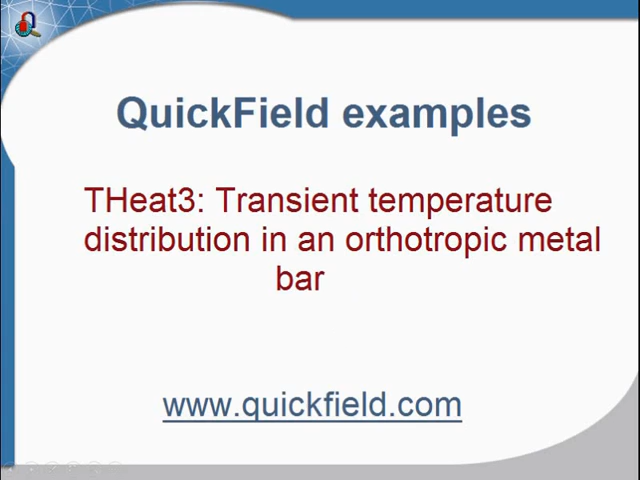 QuickField examples
THeat3: Transient temperature
distribution in an orthotropic metal
bar
www.quickfield.com